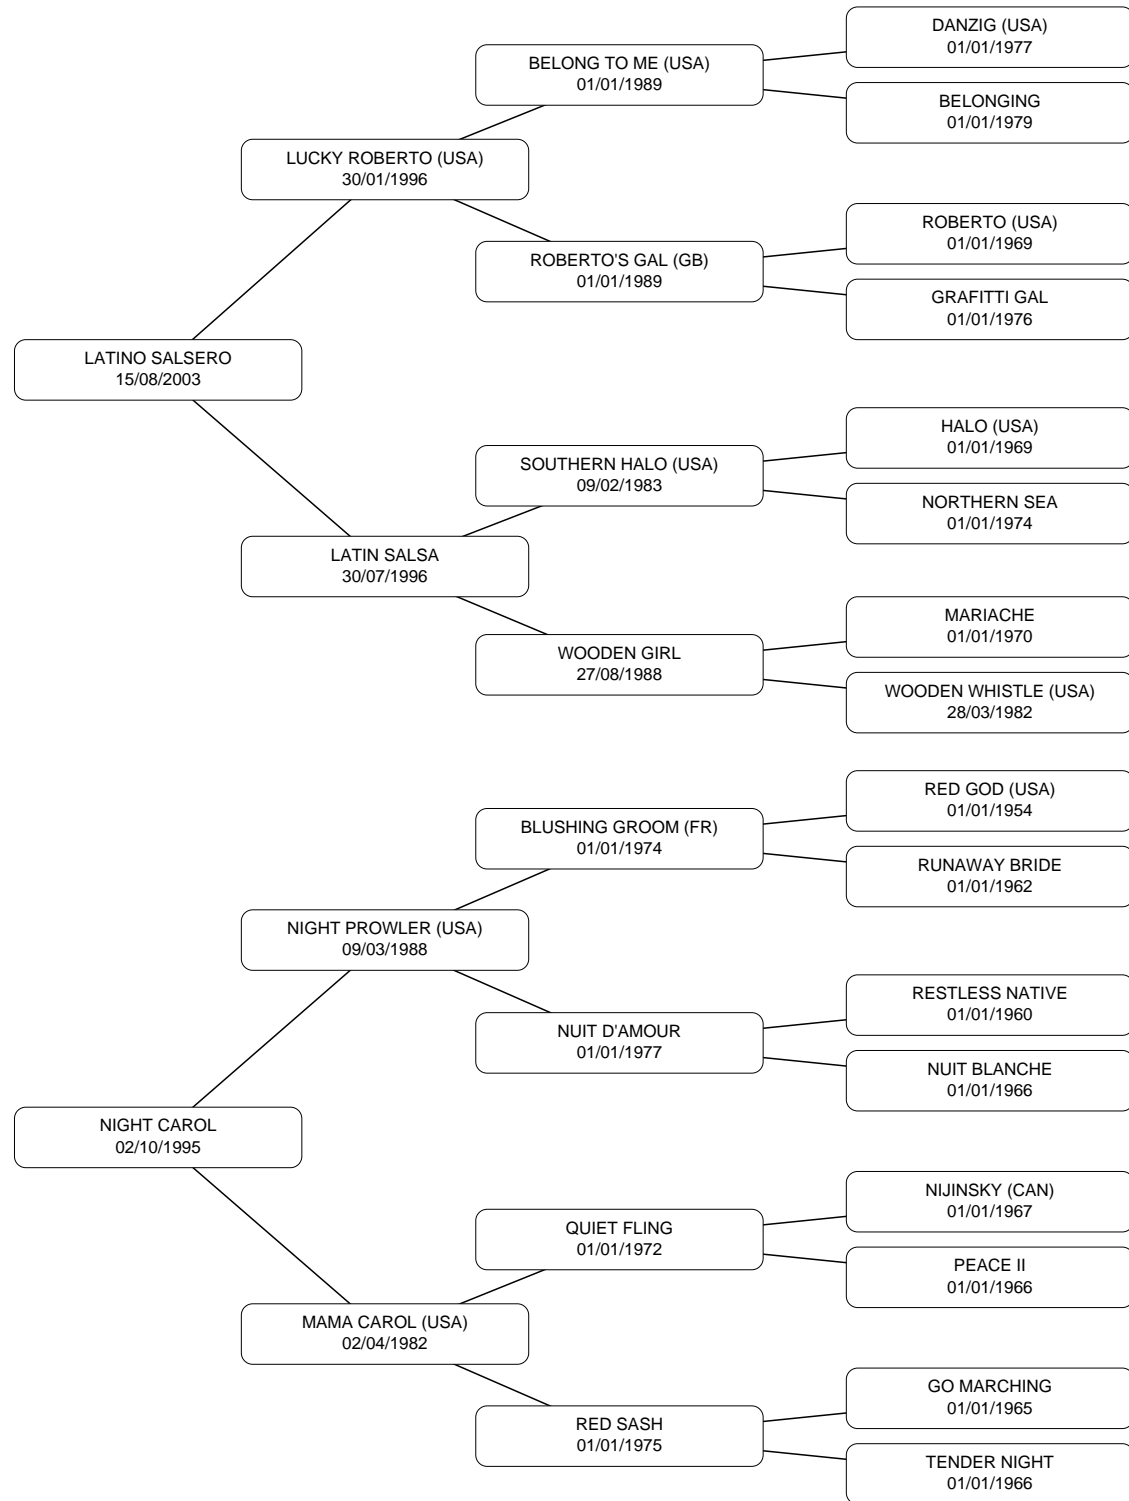 DANZIG (USA)
01/01/1977
BELONG TO ME (USA)
01/01/1989
BELONGING
01/01/1979
LUCKY ROBERTO (USA)
30/01/1996
ROBERTO (USA)
01/01/1969
ROBERTO'S GAL (GB)
01/01/1989
GRAFITTI GAL
01/01/1976
LATINO SALSERO
15/08/2003
HALO (USA)
01/01/1969
SOUTHERN HALO (USA)
09/02/1983
NORTHERN SEA
01/01/1974
LATIN SALSA
30/07/1996
MARIACHE
01/01/1970
WOODEN GIRL
27/08/1988
WOODEN WHISTLE (USA)
28/03/1982
RED GOD (USA)
01/01/1954
BLUSHING GROOM (FR)
01/01/1974
RUNAWAY BRIDE
01/01/1962
NIGHT PROWLER (USA)
09/03/1988
RESTLESS NATIVE
01/01/1960
NUIT D'AMOUR
01/01/1977
NUIT BLANCHE
01/01/1966
NIGHT CAROL
02/10/1995
NIJINSKY (CAN)
01/01/1967
QUIET FLING
01/01/1972
PEACE II
01/01/1966
MAMA CAROL (USA)
02/04/1982
GO MARCHING
01/01/1965
RED SASH
01/01/1975
TENDER NIGHT
01/01/1966